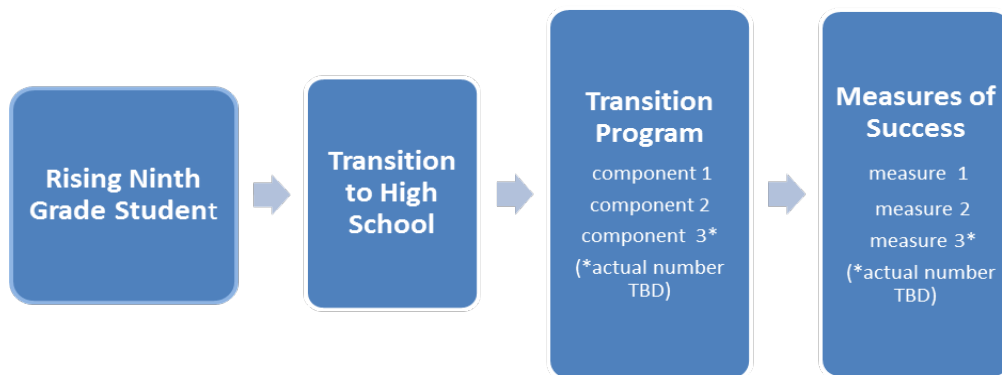 Rising Ninth
Grade Student
Transition
to High
School
Transition
Program
component 1
component 2
component 3*
(*actual number
TBD)
Measures of
Success
measure 1
measure 2
measure 3*
(*actual number
TBD)